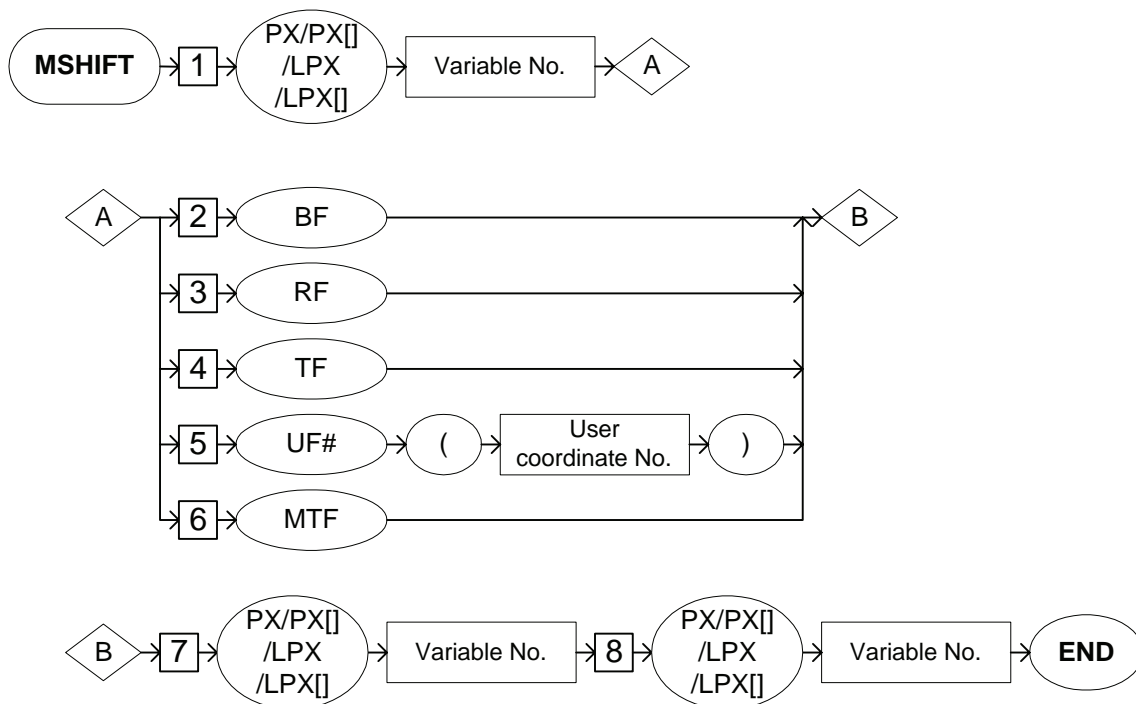 MSHIFT
1
PX/PX[]
/LPX
/LPX[]
Variable No.
A
A
2
BF
B
3
RF
4
TF
5
UF#
(
User
coordinate No.
)
6
MTF
B
7
PX/PX[]
/LPX
/LPX[]
Variable No.
8
PX/PX[]
/LPX
/LPX[]
Variable No.
END